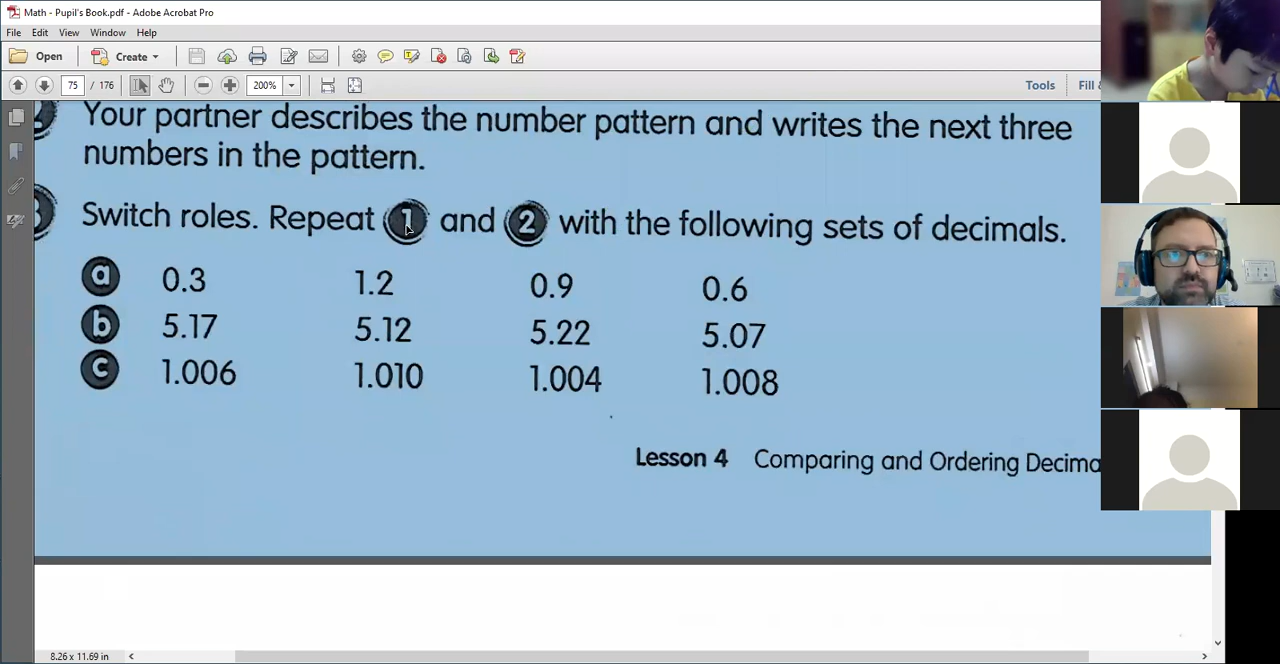 Math - Pupil's Book.pdf - Adobe Acrobat Pro
File Edit View Window Help
Open Create
75 / 176 200% Tools Fill &
Your partner describes the number pattern and writes the next three
numbers in the pattern.
Switch roles. Repeat 1 and 2 with the following sets of decimals.
a 0.3 1.2 0.9 0.6
b 5.17 5.12 5.22 5.07
c 1.006 1.010 1.004 1.008
Lesson 4 Comparing and Ordering Decima
8.26 x 11.69 in